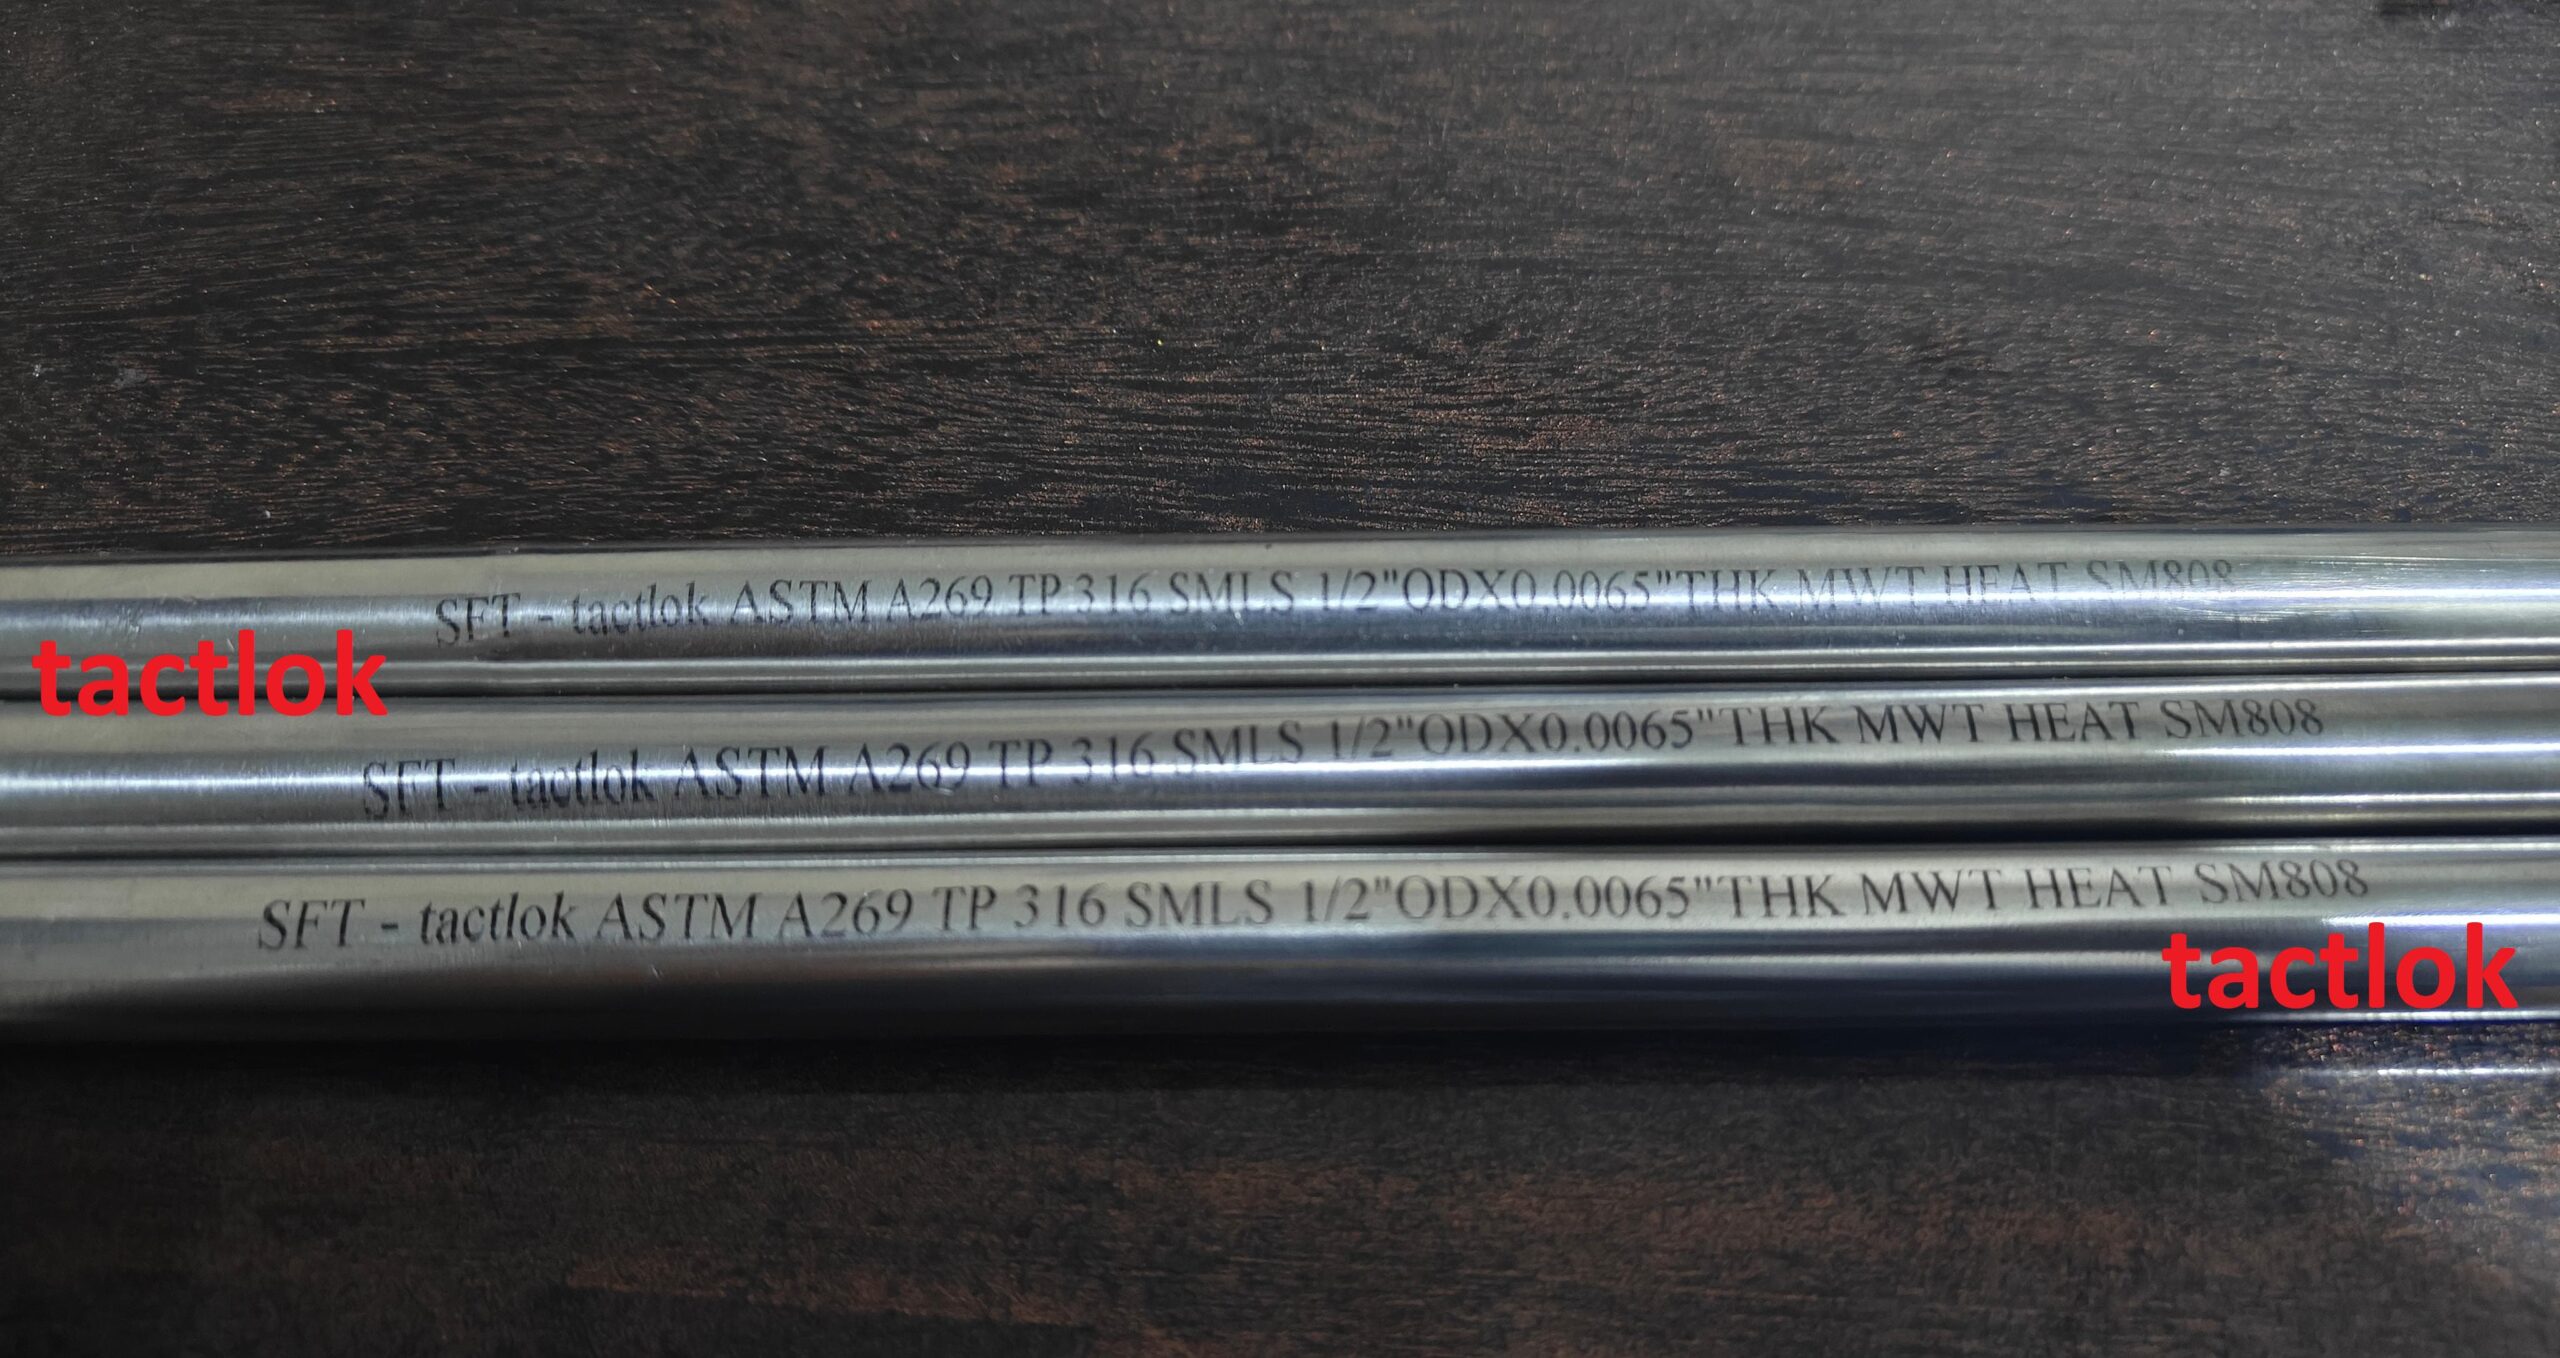 SFT - tactlok ASTM A269 TP 316 SMLS 1/2"ODX0.0065"THK MWT HEAT SM808
tactlok
SFT - tactlok ASTM A269 TP 316 SMLS 1/2"ODX0.0065"THK MWT HEAT SM808
SFT - tactlok ASTM A269 TP 316 SMLS 1/2"ODX0.0065"THK MWT HEAT SM808
tactlok